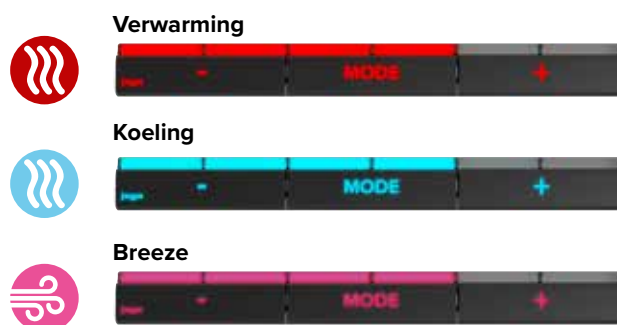 Verwarming
- MODE +
Koeling
- MODE +
Breeze
- MODE +